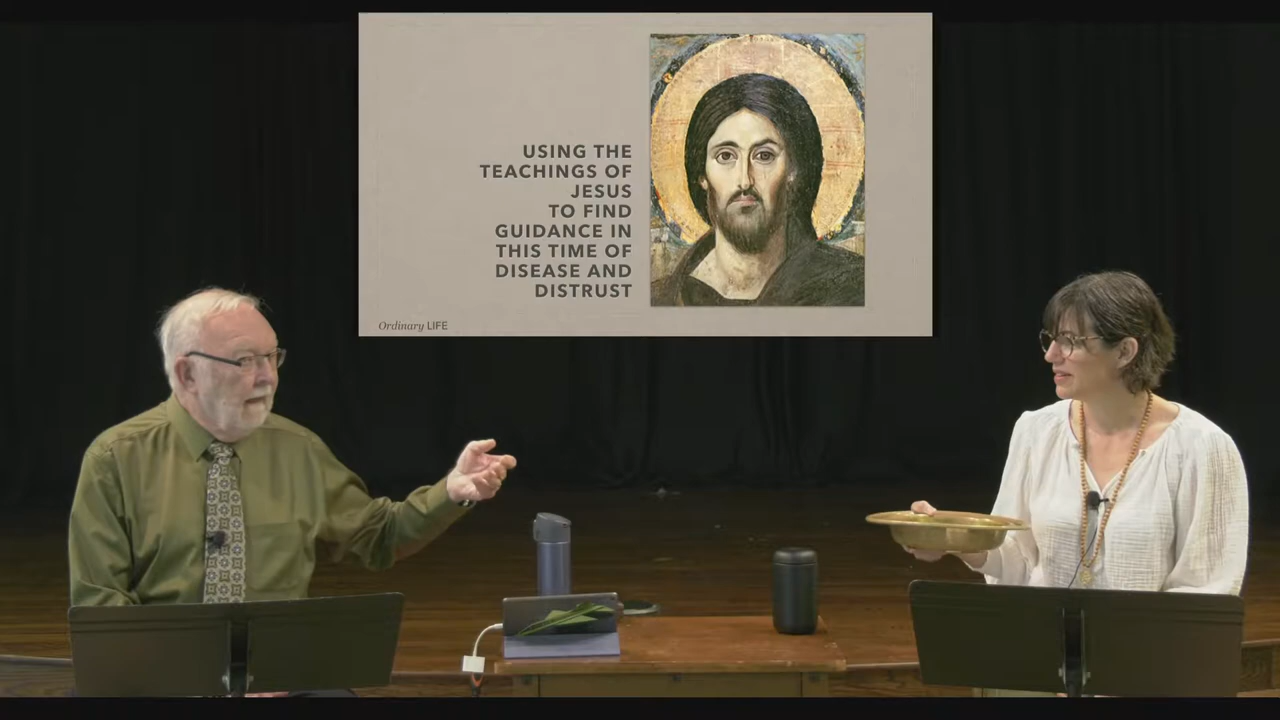 USING THE
TEACHINGS OF
JESUS
TO FIND
GUIDANCE IN
THIS TIME OF
DISEASE AND
DISTRUST
Ordinary LIFE